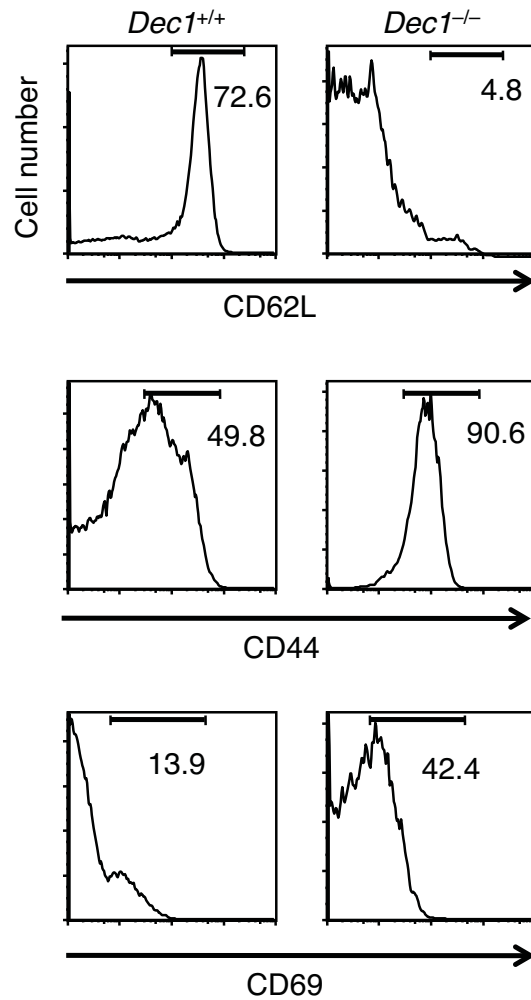 Dec1+/+ Dec1–/–
Cell number
72.6 4.8
CD62L
49.8 90.6
CD44
13.9 42.4
CD69